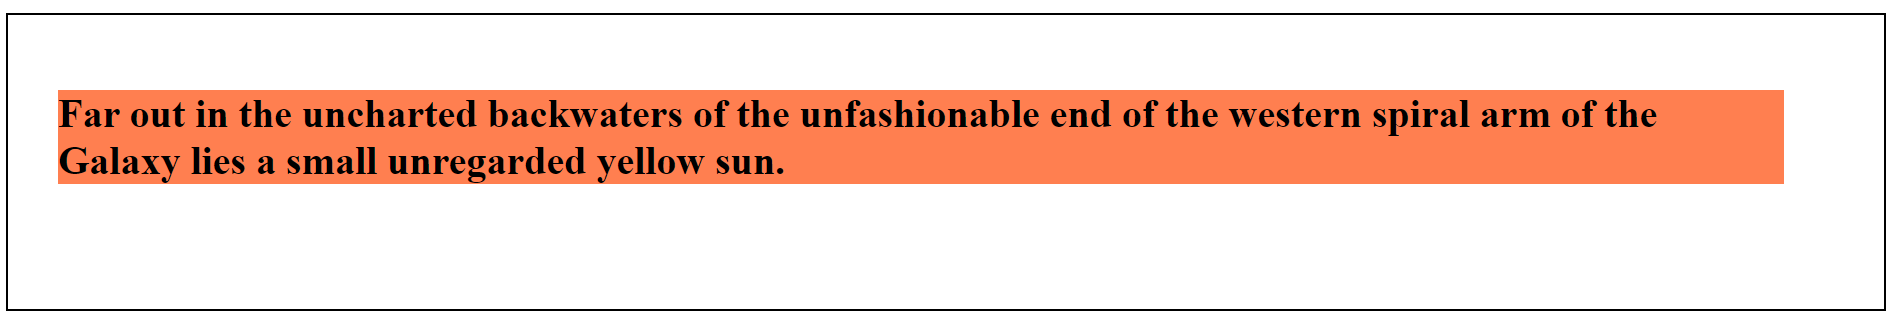 Far out in the uncharted backwaters of the unfashionable end of the western spiral arm of the
Galaxy lies a small unregarded yellow sun.